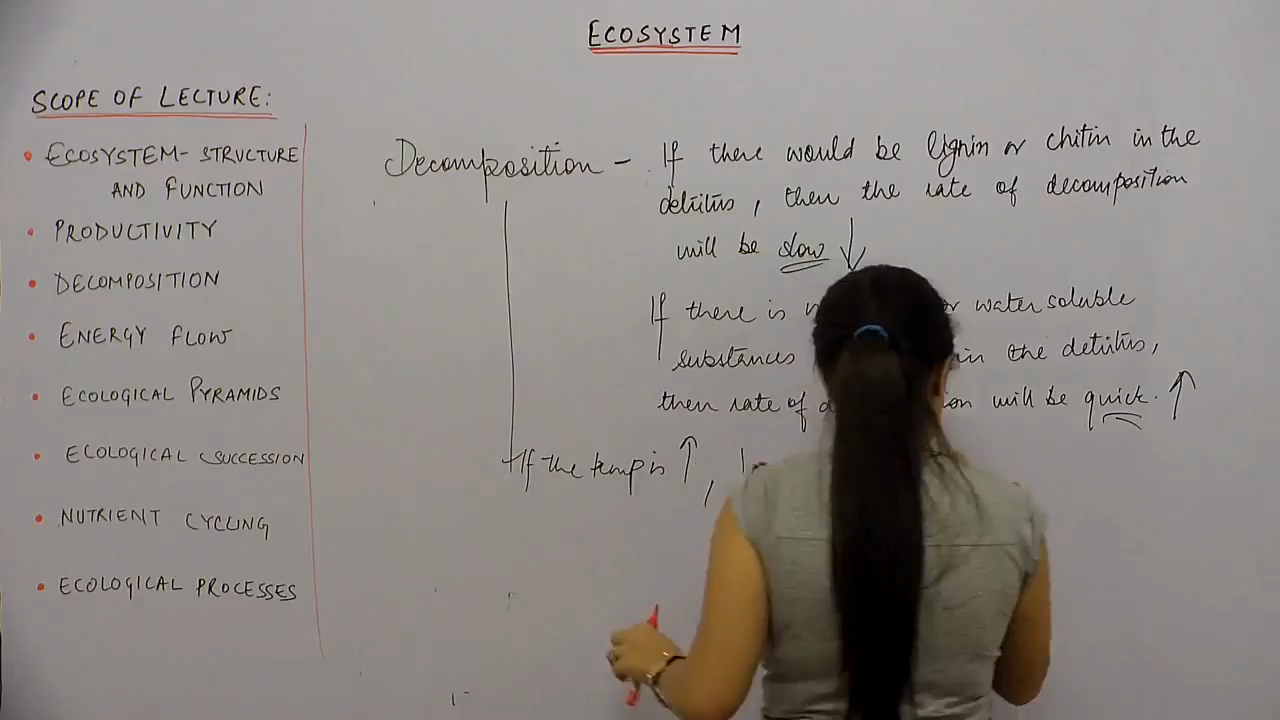 ECOSYSTEM
SCOPE OF LECTURE:
ECOSYSTEM- STRUCTURE
AND FUNCTION
PRODUCTIVITY
DECOMPOSITION
ENERGY FLOW
ECOLOGICAL PYRAMIDS
ECOLOGICAL SUCCESSION
NUTRIENT CYCLING
ECOLOGICAL PROCESSES
Decomposition - If there would be lignin or chitin in the
detritus, then the rate of decomposition
will be slow ↓
If there is or water soluble
substances in the detritus,
then rate of will be quick. ↑
If the temp is ↑,